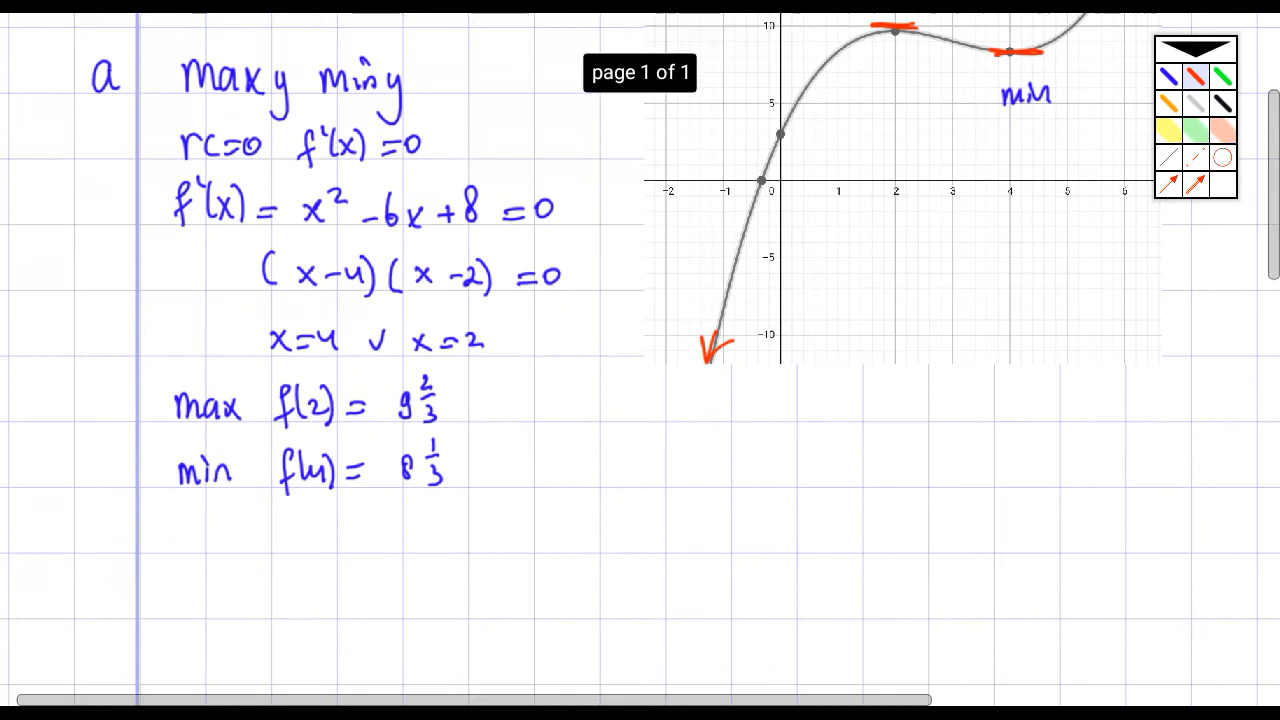 a max y min y
rc=0 f'(x) = 0
f'(x) = x² - 6x + 8 = 0
(x-4)(x-2) = 0
x=4 ∨ x=2
max f(2) = 9 2/3
min f(4) = 8 1/3
page 1 of 1
10
min
5
-2 -1 0 1 2 3 4 5 6
-5
-10